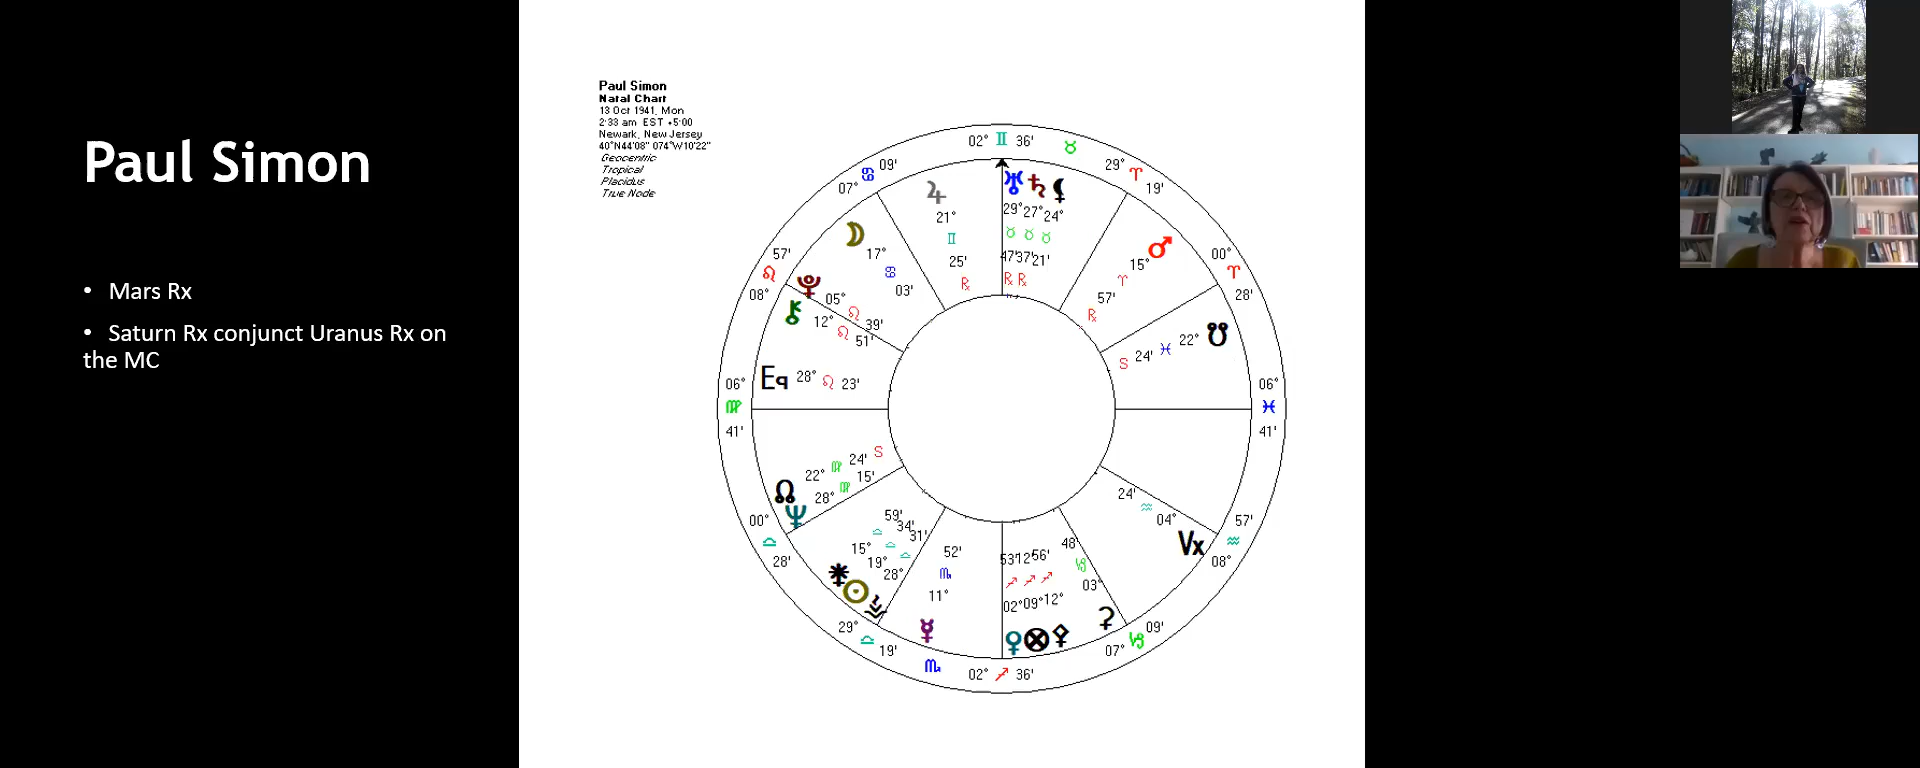 Paul Simon
• Mars Rx
• Saturn Rx conjunct Uranus Rx on
the MC
Paul Simon
Natal Chart
13 Oct 1941, Mon
2:33 am EST +5:00
Newark, New Jersey
40°N44'08" 074°W10'22"
Geocentric
Tropical
Placidus
True Node
02° ♊ 36'
♉
29° ♈ 19'
00° ♈ 28'
06° ♓ 41'
57' ♒ 08°
09' ♑ 07°
02° ♐ 36'
♏
29° ♎ 19'
00° ♎ 28'
06° ♍ 41'
57' ♌ 08°
07° ♋ 09'
♃ 21° ♊ 25' ℞
♅ 29° ♉ 47' ℞
♄ 27° ♉ 37' ℞
⚸ 24° ♉ 21'
♂ 15° ♈ 57' ℞
☋ 22° ♓ 24' S
Vx 04° ♒ 24'
⚳ 03° ♑ 48'
⚴ 12° ♐ 56'
⊗ 09° ♐ 12'
♀ 02° ♐ 53'
☿ 11° ♏ 52'
⚶ 28° ♎ 31'
☉ 19° ♎ 34'
⚵ 15° ♎ 59'
♆ 28° ♍ 15'
☊ 22° ♍ 24' S
Eq 28° ♌ 23'
⚷ 12° ♌ 51'
♇ 05° ♌ 39'
☽ 17° ♋ 03'